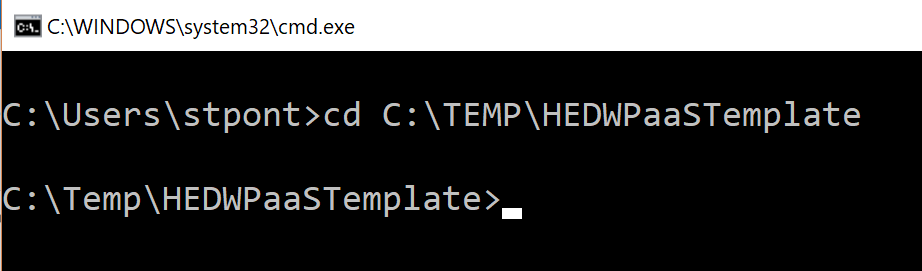 C:\WINDOWS\system32\cmd.exe
C:\Users\stpont>cd C:\TEMP\HEDWPaaSTemplate
C:\Temp\HEDWPaaSTemplate>